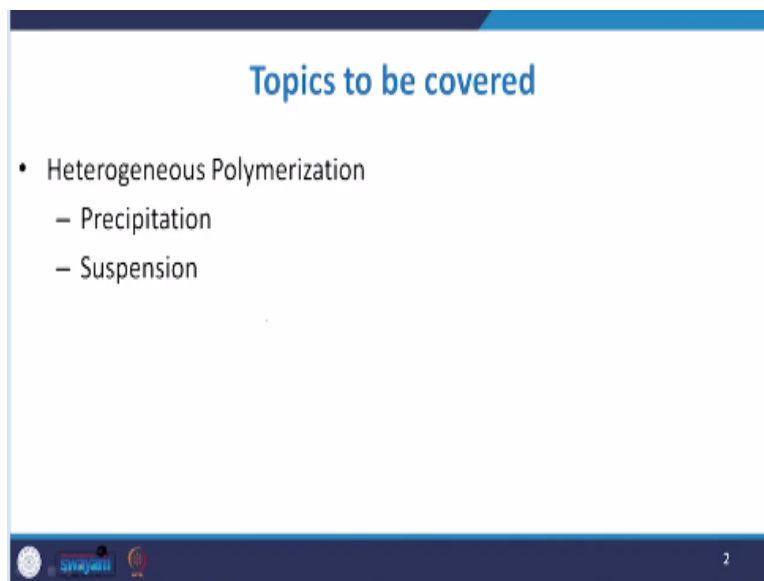 Topics to be covered
• Heterogeneous Polymerization
– Precipitation
– Suspension
swayam
2